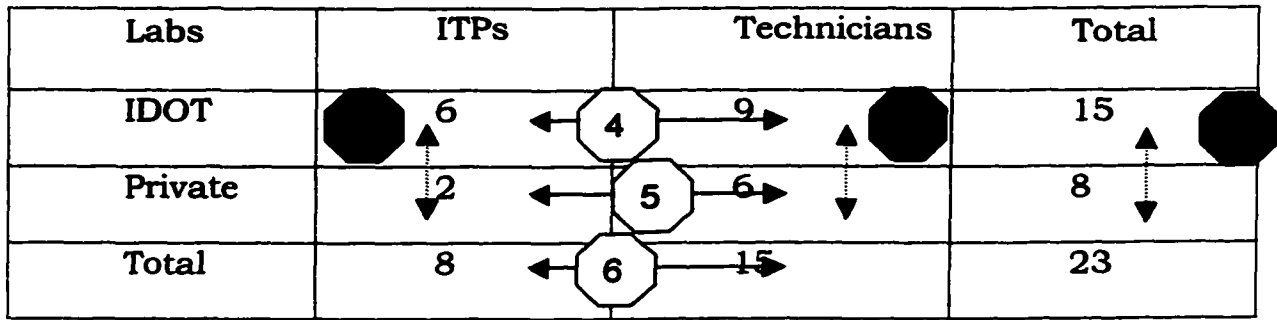 Labs ITPs Technicians Total
IDOT 6 4 9 15
Private 2 5 6 8
Total 8 6 15 23